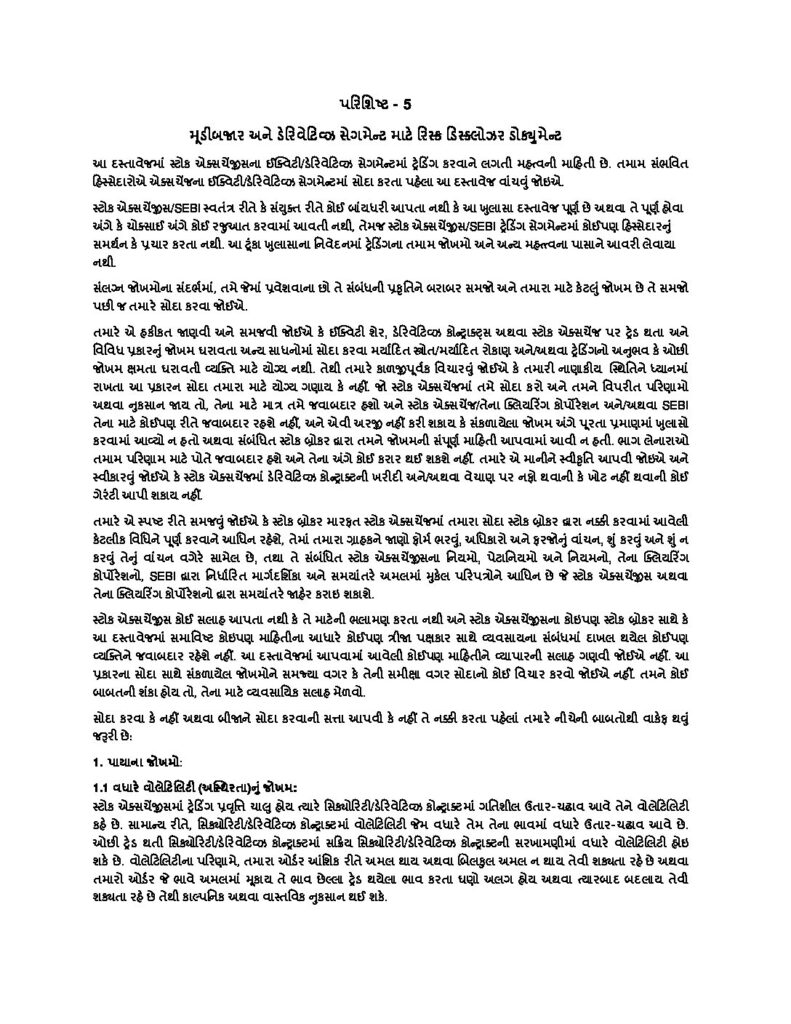 પરિશિષ્ટ - 5
મૂડીબજાર અને ડેરિવેટિવ્ઝ સેગમેન્ટ માટે રિસ્ક ડિસ્ક્લોઝર ડોક્યુમેન્ટ
આ દસ્તાવેજમાં સ્ટોક એક્સચેંજીસના ઈક્વિટી/ડેરિવેટિવ્ઝ સેગમેન્ટમાં ટ્રેડિંગ કરવાને લગતી મહત્વની માહિતી છે. તમામ સંભવિત
હિસ્સેદારોએ એક્સચેંજના ઈક્વિટી/ડેરિવેટિવ્ઝ સેગમેન્ટમાં સોદા કરતા પહેલા આ દસ્તાવેજ વાંચવું જોઇએ.
સ્ટોક એક્સચેંજીસ/SEBI સ્વતંત્ર રીતે કે સંયુક્ત રીતે કોઈ બાંયધરી આપતા નથી કે આ ખુલાસા દસ્તાવેજ પૂર્ણ છે અથવા તે પૂર્ણ હોવા
અંગે કે ચોક્સાઈ અંગે કોઈ રજુઆત કરવામાં આવતી નથી, તેમજ સ્ટોક એક્સચેંજીસ/SEBI ટ્રેડિંગ સેગમેન્ટમાં કોઈપણ હિસ્સેદારનું
સમર્થન કે પ્રચાર કરતા નથી. આ ટૂંકા ખુલાસાના નિવેદનમાં ટ્રેડિંગના તમામ જોખમો અને અન્ય મહત્ત્વના પાસાને આવરી લેવાયા
નથી.
સંલગ્ન જોખમોના સંદર્ભમાં, તમે જેમાં પ્રવેશવાના છો તે સંબંધની પ્રકૃતિને બરાબર સમજો અને તમારા માટે કેટલું જોખમ છે તે સમજો
પછી જ તમારે સોદા કરવા જોઈએ.
તમારે એ હકીકત જાણવી અને સમજવી જોઈએ કે ઈક્વિટી શેર, ડેરિવેટિવ્ઝ કોન્ટ્રાક્ટ્સ અથવા સ્ટોક એક્સચેંજ પર ટ્રેડ થતા અને
વિવિધ પ્રકારનું જોખમ ધરાવતા અન્ય સાધનોમાં સોદા કરવા મર્યાદિત સ્ત્રોત/મર્યાદિત રોકાણ અને/અથવા ટ્રેડિંગનો અનુભવ કે ઓછી
જોખમ ક્ષમતા ધરાવતી વ્યક્તિ માટે યોગ્ય નથી. તેથી તમારે કાળજીપૂર્વક વિચારવું જોઈએ કે તમારી નાણાકીય સ્થિતિને ધ્યાનમાં
રાખતા આ પ્રકારન સોદા તમારા માટે યોગ્ય ગણાય કે નહીં. જો સ્ટોક એક્સચેંજમાં તમે સોદા કરો અને તમને વિપરીત પરિણામો
અથવા નુકસાન જાય તો, તેના માટે માત્ર તમે જવાબદાર હશો અને સ્ટોક એક્સચેંજ/તેના ક્લિયરિંગ કોર્પોરેશન અને/અથવા SEBI
તેના માટે કોઈપણ રીતે જવાબદાર રહશે નહીં, અને એવી અરજી નહીં કરી શકાય કે સંકળાયેલા જોખમ અંગે પૂરતા પ્રમાણમાં ખુલાસો
કરવામાં આવ્યો ન હતો અથવા સંબંધિત સ્ટોક બ્રોકર દ્વારા તમને જોખમની સંપૂર્ણ માહિતી આપવામાં આવી ન હતી. ભાગ લેનારાઓ
તમામ પરિણામ માટે પોતે જવાબદાર હશે અને તેના અંગે કોઈ કરાર થઈ શકશે નહીં. તમારે એ માનીને સ્વીકૃતિ આપવી જોઇએ અને
સ્વીકારવું જોઈએ કે સ્ટોક એક્સચેંજમાં ડેરિવેટિવ્ઝ કોન્ટ્રાક્ટની ખરીદી અને/અથવા વેચાણ પર નફો થવાની કે ખોટ નહીં થવાની કોઈ
ગેરંટી આપી શકાય નહીં.
તમારે એ સ્પષ્ટ રીતે સમજવું જોઈએ કે સ્ટોક બ્રોકર મારફત સ્ટોક એક્સચેંજમાં તમારા સોદા સ્ટોક બ્રોકર દ્વારા નક્કી કરવામાં આવેલી
કેટલીક વિધિને પૂર્ણ કરવાને આધિન રહેશે, તેમાં તમારા ગ્રાહકને જાણો ફોર્મ ભરવું, અધિકારો અને ફરજોનું વાંચન, શું કરવું અને શું ન
કરવું તેનું વાંચન વગેરે સામેલ છે, તથા તે સંબંધિત સ્ટોક એક્સચેંજીસના નિયમો, પેટાનિયમો અને નિયમનો, તેના ક્લિયરિંગ
કોર્પોરેશનો, SEBI દ્વારા નિર્ધારિત માર્ગદર્શિકા અને સમયાંતરે અમલમાં મુકેલ પરિપત્રોને આધિન છે જે સ્ટોક એક્સચેંજીસ અથવા
તેના ક્લિયરિંગ કોર્પોરેશનો દ્વારા સમયાંતરે જાહેર કરાઇ શકાશે.
સ્ટોક એક્સચેંજીસ કોઈ સલાહ આપતા નથી કે તે માટેની ભલામણ કરતા નથી અને સ્ટોક એક્સચેંજીસના કોઇપણ સ્ટોક બ્રોકર સાથે કે
આ દસ્તાવેજમાં સમાવિષ્ટ કોઇપણ માહિતીના આધારે કોઈપણ ત્રીજા પક્ષકાર સાથે વ્યવસાયના સંબંધમાં દાખલ થયેલ કોઈપણ
વ્યક્તિને જવાબદાર રહેશે નહીં. આ દસ્તાવેજમાં આપવામાં આવેલી કોઈપણ માહિતીને વ્યાપારની સલાહ ગણવી જોઈએ નહીં. આ
પ્રકારના સોદા સાથે સંકળાયેલ જોખમોને સમજ્યા વગર કે તેની સમીક્ષા વગર સોદાનો કોઈ વિચાર કરવો જોઈએ નહીં. તમને કોઈ
બાબતની શંકા હોય તો, તેના માટે વ્યવસાયિક સલાહ મેળવો.
સોદા કરવા કે નહીં અથવા બીજાને સોદા કરવાની સત્તા આપવી કે નહીં તે નક્કી કરતા પહેલાં તમારે નીચેની બાબતોથી વાકેફ થવું
જરૂરી છે:
1. પાયાના જોખમો:
1.1 વધારે વોલેટિલિટી (અસ્થિરતા)નું જોખમ:
સ્ટોક એક્સચેંજીસમાં ટ્રેડિંગ પ્રવૃત્તિ ચાલુ હોય ત્યારે સિક્યોરિટી/ડેરિવેટિવ્ઝ કોન્ટ્રાક્ટમાં ગતિશીલ ઉતાર-ચઢાવ આવે તેને વોલેટિલિટી
કહે છે. સામાન્ય રીતે, સિક્યોરિટી/ડેરિવેટિવ્ઝ કોન્ટ્રાક્ટમાં વોલેટિલિટી જેમ વધારે તેમ તેના ભાવમાં વધારે ઉતાર-ચઢાવ આવે છે.
ઓછી ટ્રેડ થતી સિક્યોરિટી/ડેરિવેટિવ્ઝ કોન્ટ્રાક્ટમાં સક્રિય સિક્યોરિટી/ડેરિવેટિવ્ઝ કોન્ટ્રાક્ટની સરખામણીમાં વધારે વોલેટિલિટી હોઇ
શકે છે. વોલેટિલિટીના પરિણામે, તમારા ઓર્ડર આંશિક રીતે અમલ થાય અથવા બિલકુલ અમલ ન થાય તેવી શક્યતા રહે છે અથવા
તમારો ઓર્ડર જે ભાવે અમલમાં મૂકાય તે ભાવ છેલ્લા ટ્રેડ થયેલા ભાવ કરતા ઘણો અલગ હોય અથવા ત્યારબાદ બદલાય તેવી
શક્યતા રહે છે તેથી કાલ્પનિક અથવા વાસ્તવિક નુકસાન થઈ શકે.